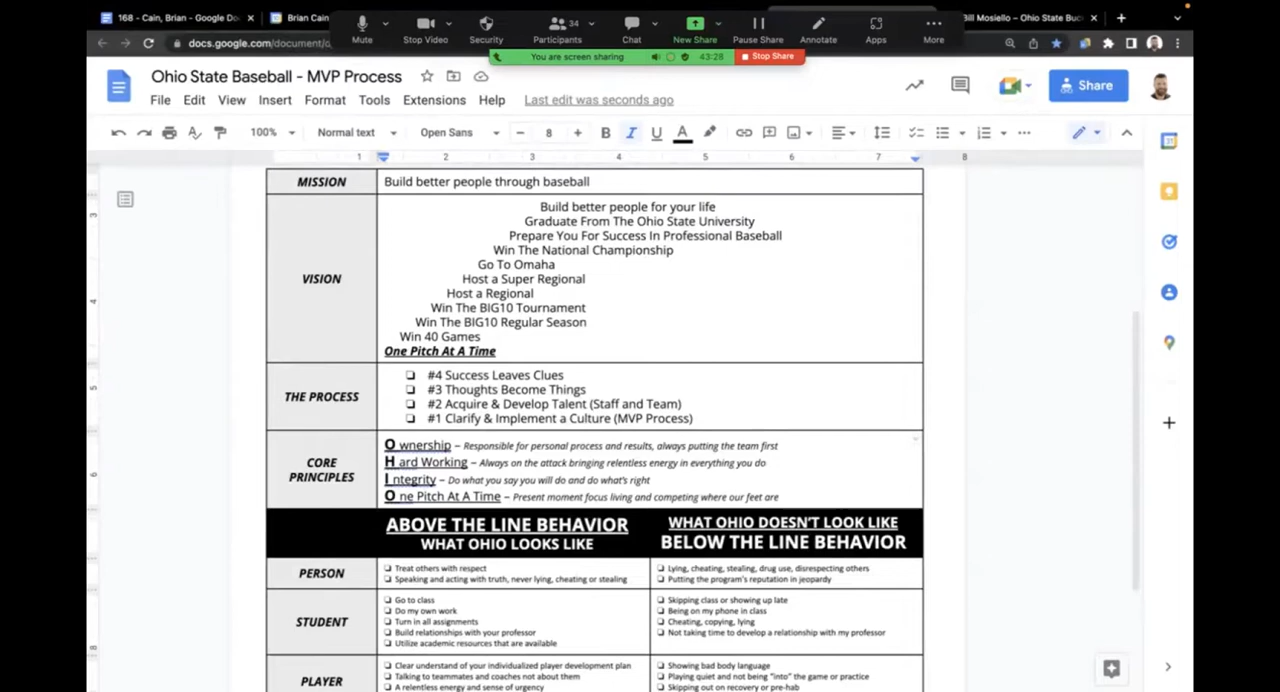 168 - Cain, Brian - Google Do
Brian Cain
Bill Mosiello – Ohio State Buc
docs.google.com/document/
Mute
Stop Video
Security
34
Participants
Chat
New Share
Pause Share
Annotate
Apps
More
You are screen sharing
43:28
Stop Share
Ohio State Baseball - MVP Process
File Edit View Insert Format Tools Extensions Help Last edit was seconds ago
Share
100% Normal text Open Sans 8 B I U A
1 2 3 4 5 6 7 8
MISSION
Build better people through baseball
VISION
Build better people for your life
Graduate From The Ohio State University
Prepare You For Success In Professional Baseball
Win The National Championship
Go To Omaha
Host a Super Regional
Host a Regional
Win The BIG10 Tournament
Win The BIG10 Regular Season
Win 40 Games
One Pitch At A Time
THE PROCESS
#4 Success Leaves Clues
#3 Thoughts Become Things
#2 Acquire & Develop Talent (Staff and Team)
#1 Clarify & Implement a Culture (MVP Process)
CORE
PRINCIPLES
O wnership – Responsible for personal process and results, always putting the team first
H ard Working – Always on the attack bringing relentless energy in everything you do
I ntegrity – Do what you say you will do and do what's right
O ne Pitch At A Time – Present moment focus living and competing where our feet are
ABOVE THE LINE BEHAVIOR
WHAT OHIO LOOKS LIKE
WHAT OHIO DOESN'T LOOK LIKE
BELOW THE LINE BEHAVIOR
PERSON
Treat others with respect
Speaking and acting with truth, never lying, cheating or stealing
Lying, cheating, stealing, drug use, disrespecting others
Putting the program's reputation in jeopardy
STUDENT
Go to class
Do my own work
Turn in all assignments
Build relationships with your professor
Utilize academic resources that are available
Skipping class or showing up late
Being on my phone in class
Cheating, copying, lying
Not taking time to develop a relationship with my professor
PLAYER
Clear understand of your individualized player development plan
Talking to teammates and coaches not about them
A relentless energy and sense of urgency
Showing bad body language
Playing quiet and not being "into" the game or practice
Skipping out on recovery or pre-hab
3
4
5
6
8